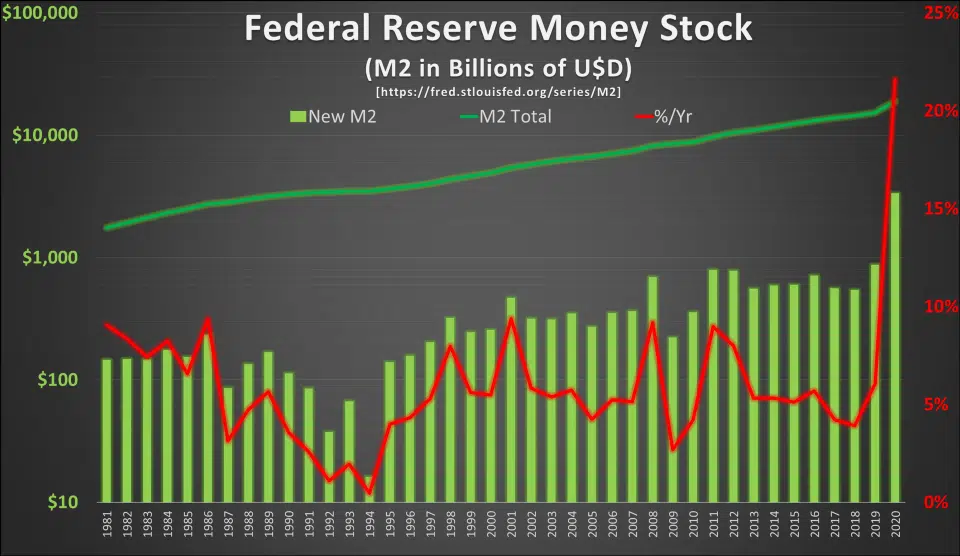 Federal Reserve Money Stock
(M2 in Billions of U$D)
[https://fred.stlouisfed.org/series/M2]
New M2 M2 Total %/Yr
$100,000
$10,000
$1,000
$100
$10
25%
20%
15%
10%
5%
0%
1981 1982 1983 1984 1985 1986 1987 1988 1989 1990 1991 1992 1993 1994 1995 1996 1997 1998 1999 2000 2001 2002 2003 2004 2005 2006 2007 2008 2009 2010 2011 2012 2013 2014 2015 2016 2017 2018 2019 2020